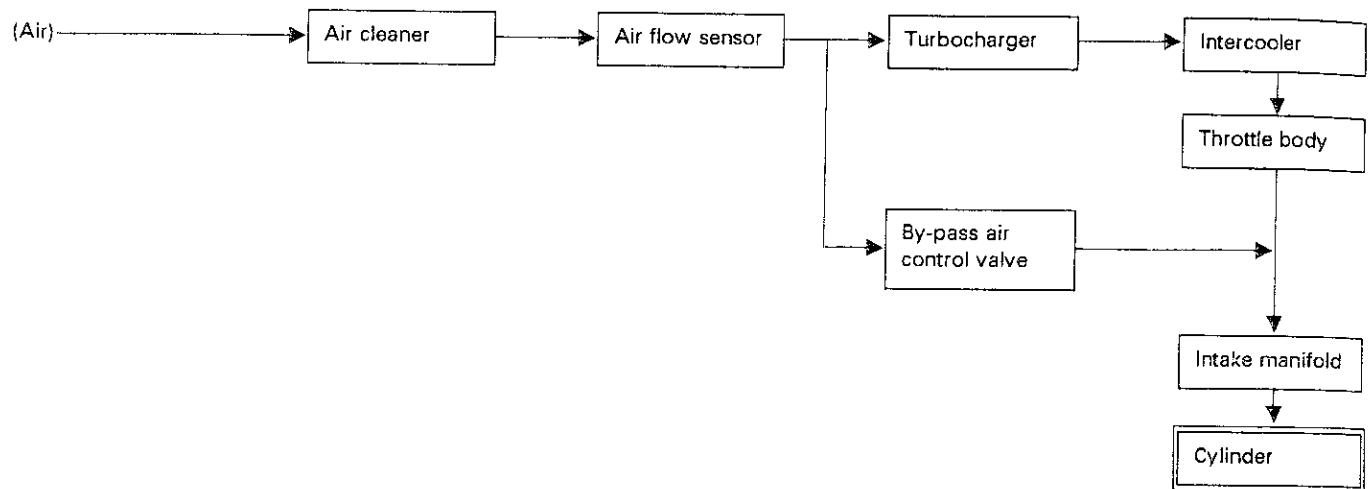 (Air)
Air cleaner
Air flow sensor
Turbocharger
Intercooler
Throttle body
By-pass air
control valve
Intake manifold
Cylinder